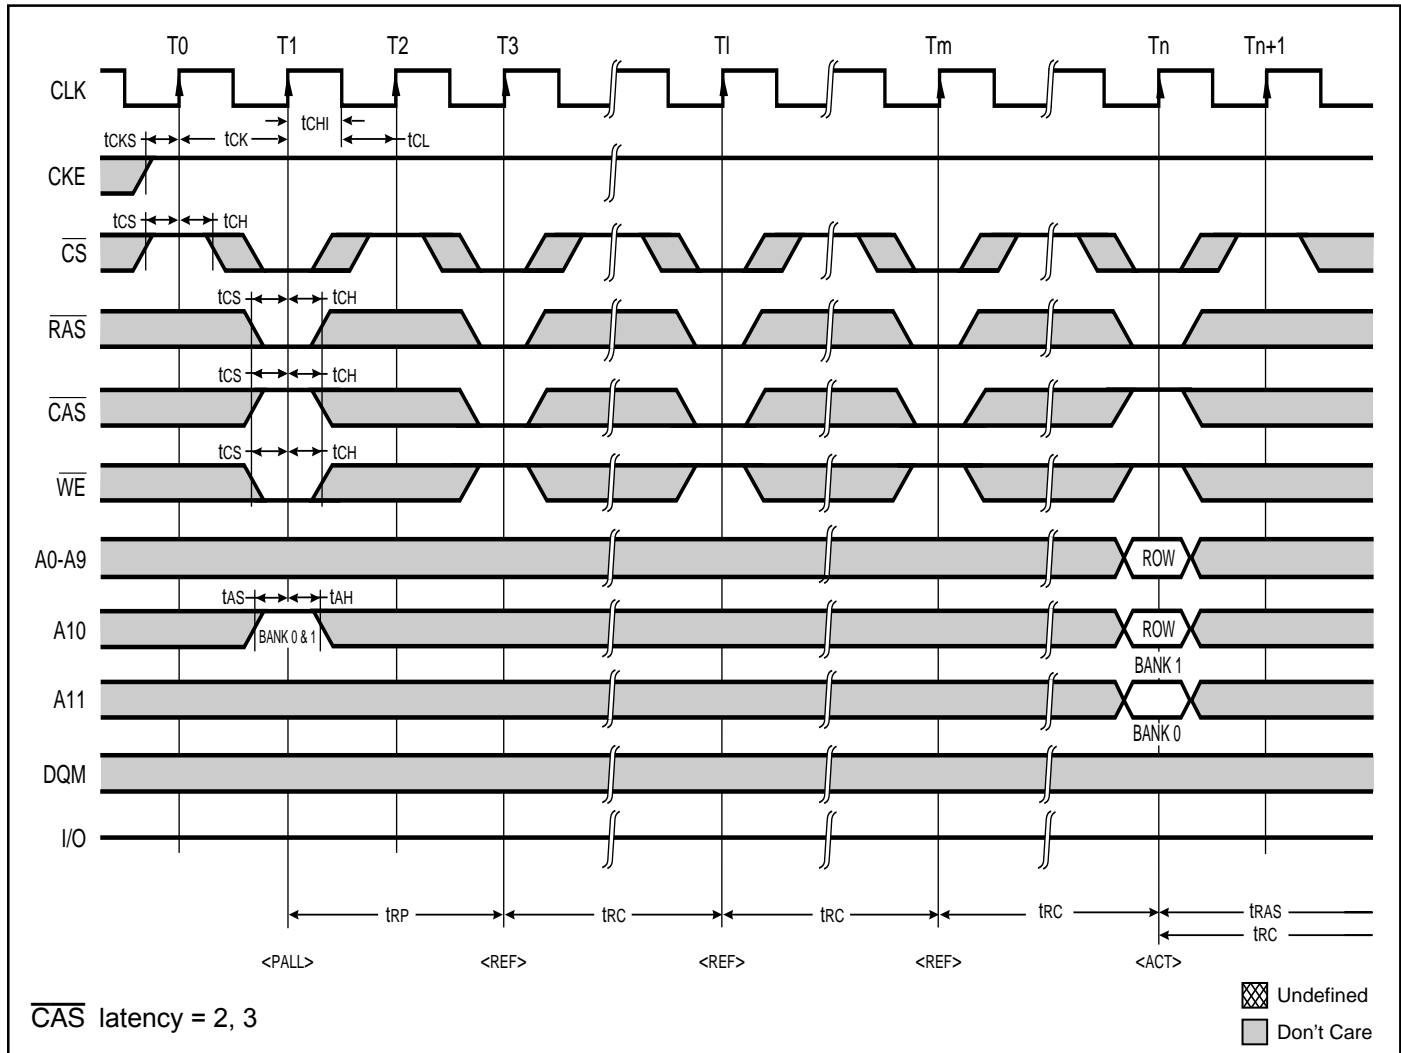 T0 T1 T2 T3 Tl Tm Tn Tn+1
CLK
tCHI
tCKS tCK tCL
CKE
tCS tCH
CS
tCS tCH
RAS
tCS tCH
CAS
tCS tCH
WE
A0-A9 ROW
tAS tAH
A10 BANK 0 & 1 ROW
BANK 1
A11
BANK 0
DQM
I/O
tRP tRC tRC tRC tRAS
tRC
<PALL> <REF> <REF> <REF> <ACT>
Undefined
CAS latency = 2, 3
Don't Care